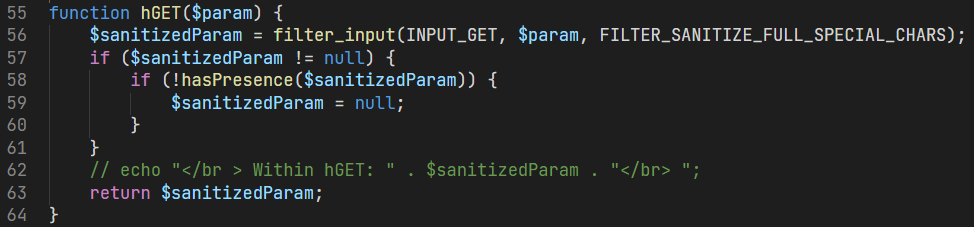 55 function hGET($param) {
56     $sanitizedParam = filter_input(INPUT_GET, $param, FILTER_SANITIZE_FULL_SPECIAL_CHARS);
57     if ($sanitizedParam != null) {
58         if (!hasPresence($sanitizedParam)) {
59             $sanitizedParam = null;
60         }
61     }
62     // echo "</br > Within hGET: " . $sanitizedParam . "</br> ";
63     return $sanitizedParam;
64 }